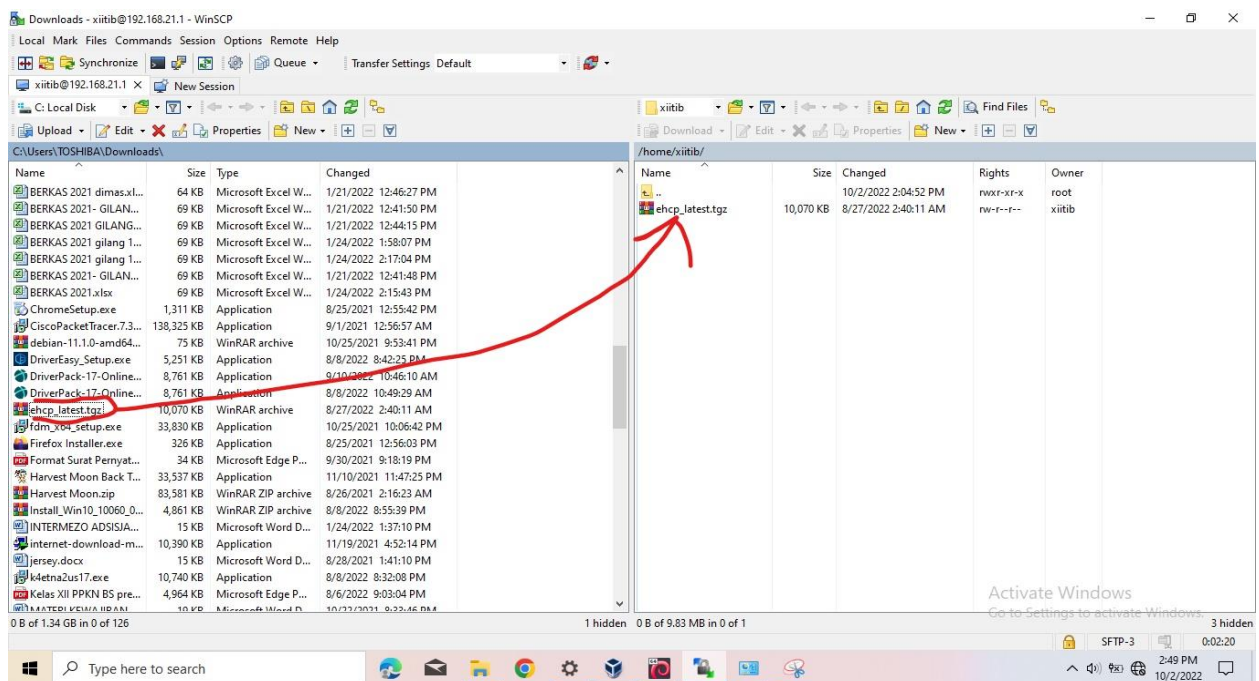 Downloads - xiitib@192.168.21.1 - WinSCP
Local Mark Files Commands Session Options Remote Help
Synchronize Queue Transfer Settings Default
xiitib@192.168.21.1 New Session
C: Local Disk xiitib Find Files
Upload Edit Properties New Download Edit Properties New
C:\Users\TOSHIBA\Downloads\ /home/xiitib/
Name Size Type Changed Name Size Changed Rights Owner
BERKAS 2021 dimas.xl... 64 KB Microsoft Excel W... 1/21/2022 12:46:27 PM .. 10/2/2022 2:04:52 PM rwxr-xr-x root
BERKAS 2021- GILAN... 69 KB Microsoft Excel W... 1/21/2022 12:41:50 PM ehcp_latest.tgz 10,070 KB 8/27/2022 2:40:11 AM rw-r--r-- xiitib
BERKAS 2021 GILANG... 69 KB Microsoft Excel W... 1/21/2022 12:44:15 PM
BERKAS 2021 gilang 1... 69 KB Microsoft Excel W... 1/24/2022 1:58:07 PM
BERKAS 2021 gilang 1... 69 KB Microsoft Excel W... 1/24/2022 2:17:04 PM
BERKAS 2021- GILAN... 69 KB Microsoft Excel W... 1/21/2022 12:41:48 PM
BERKAS 2021.xlsx 69 KB Microsoft Excel W... 1/24/2022 2:15:43 PM
ChromeSetup.exe 1,311 KB Application 8/25/2021 12:55:42 PM
CiscoPacketTracer.7.3... 138,325 KB Application 9/1/2021 12:56:57 AM
debian-11.1.0-amd64... 75 KB WinRAR archive 10/25/2021 9:53:41 PM
DriverEasy_Setup.exe 5,251 KB Application 8/8/2022 8:42:25 PM
DriverPack-17-Online... 8,761 KB Application 9/10/2022 10:46:10 AM
DriverPack-17-Online... 8,761 KB Application 8/8/2022 10:49:29 AM
ehcp_latest.tgz 10,070 KB WinRAR archive 8/27/2022 2:40:11 AM
fdm_x64_setup.exe 33,830 KB Application 10/25/2021 10:06:42 PM
Firefox Installer.exe 326 KB Application 8/25/2021 12:56:03 PM
Format Surat Pernyat... 34 KB Microsoft Edge P... 9/30/2021 9:18:19 PM
Harvest Moon Back T... 33,537 KB Application 11/10/2021 11:47:25 PM
Harvest Moon.zip 83,581 KB WinRAR ZIP archive 8/26/2021 2:16:23 AM
Install_Win10_10060_0... 4,861 KB WinRAR ZIP archive 8/8/2022 8:55:39 PM
INTERMEZO ADSISJA... 15 KB Microsoft Word D... 1/24/2022 1:37:10 PM
internet-download-m... 10,390 KB Application 11/19/2021 4:52:14 PM
jersey.docx 15 KB Microsoft Word D... 8/28/2021 1:41:10 PM
k4etna2us17.exe 10,740 KB Application 8/8/2022 8:32:08 PM
Kelas XII PPKN BS pre... 4,964 KB Microsoft Edge P... 8/6/2022 9:03:04 PM
MATERI KEWAJIBAN 19 KB Microsoft Word D... 10/22/2021 9:33:46 PM
Activate Windows
Go to Settings to activate Windows.
0 B of 1.34 GB in 0 of 126 1 hidden 0 B of 9.83 MB in 0 of 1 3 hidden
SFTP-3 0:02:20
Type here to search 2:49 PM
10/2/2022